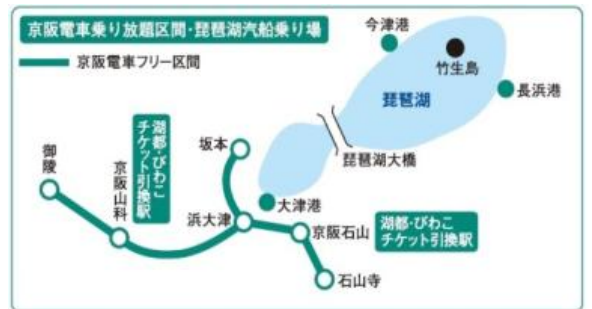 京阪電車乗り放題区間・琵琶湖汽船乗り場
京阪電車フリー区間
今津港
竹生島
琵琶湖
長浜港
琵琶湖大橋
湖都・びわこ
チケット引換駅
坂本
御陵
京阪山科
大津港
浜大津
京阪石山
湖都・びわこ
チケット引換駅
石山寺